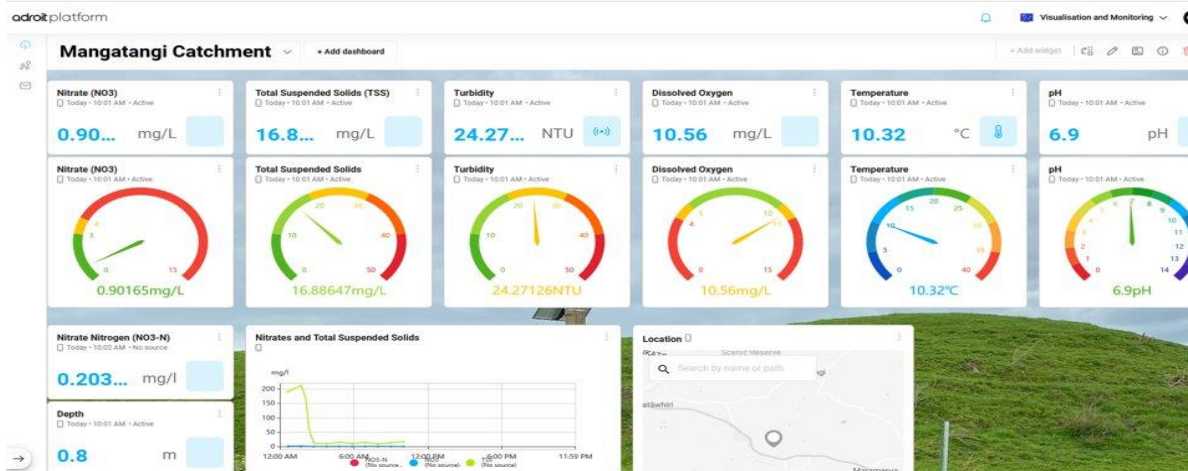 adroit platform
Visualisation and Monitoring
Mangatangi Catchment
+ Add dashboard
+ Add widget
Nitrate (NO3)
Today • 10:01 AM • Active
0.90... mg/L
Total Suspended Solids (TSS)
Today • 10:01 AM • Active
16.8... mg/L
Turbidity
Today • 10:01 AM • Active
24.27... NTU
Dissolved Oxygen
Today • 10:01 AM • Active
10.56 mg/L
Temperature
Today • 10:01 AM • Active
10.32 °C
pH
Today • 10:01 AM • Active
6.9 pH
Nitrate (NO3)
Today • 10:01 AM • Active
0 3 4 15
0.90165mg/L
Total Suspended Solids
Today • 10:01 AM • Active
0 10 20 30 40 50
16.88647mg/L
Turbidity
Today • 10:01 AM • Active
0 10 20 30 40 50
24.27126NTU
Dissolved Oxygen
Today • 10:01 AM • Active
0 4 5 10 11 15
10.56mg/L
Temperature
Today • 10:01 AM • Active
0 5 10 15 20 25 30 35 40
10.32°C
pH
Today • 10:01 AM • Active
0 1 2 3 4 5 6 7 8 9 10 11 12 13 14
6.9pH
Nitrate Nitrogen (NO3-N)
Today • 10:02 AM • No source
0.203... mg/l
Depth
Today • 10:01 AM • Active
0.8 m
Nitrates and Total Suspended Solids
mg/l
200
150
100
50
0
12:00 AM 6:00 AM 12:00 PM 6:00 PM 11:59 PM
NO3-N NO3 TSS
(No source... (No source) (No source)
Location
Scenic Reserve
Search by name or path.
atāwhiri
Maramarua